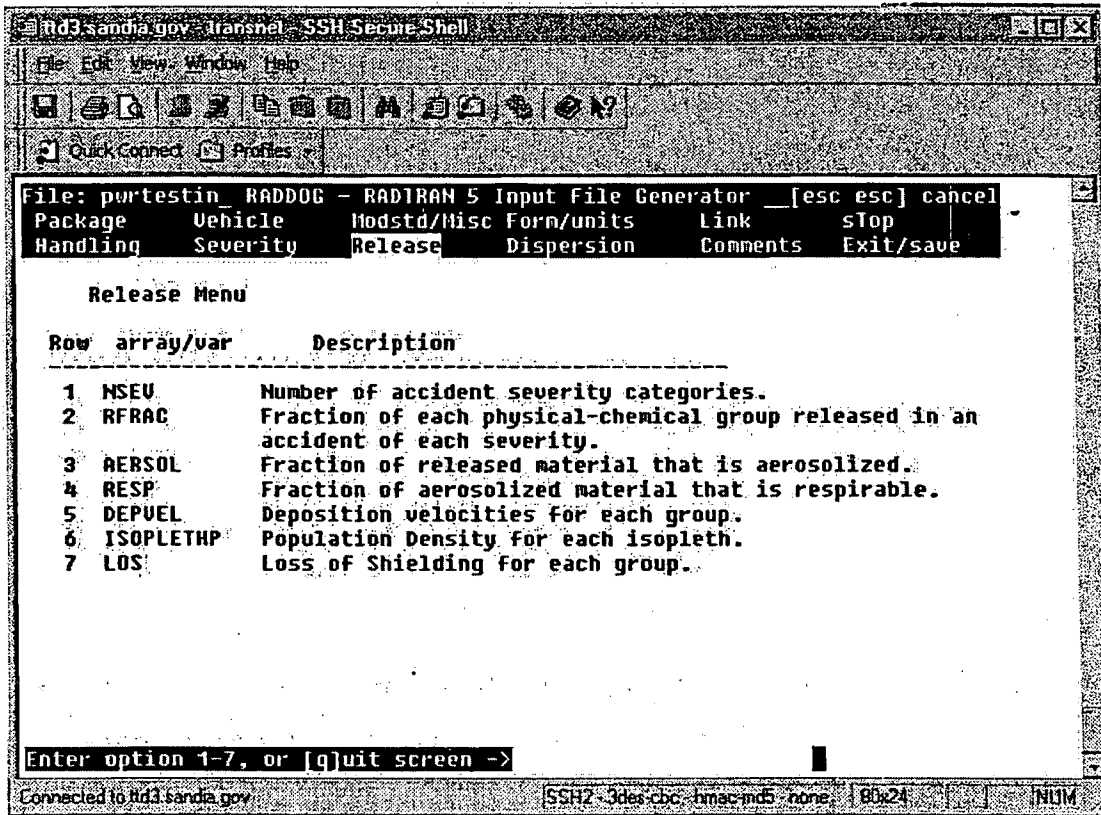 ttd3.sandia.gov - transnet - SSH Secure Shell
File Edit View Window Help
Quick Connect Profiles
File: pwrtestin_ RADDOG - RADTRAN 5 Input File Generator __[esc esc] cancel
Package Vehicle Modstd/Misc Form/units Link sTop
Handling Severity Release Dispersion Comments Exit/save
Release Menu
Row array/var Description
1 NSEV Number of accident severity categories.
2 RFRAC Fraction of each physical-chemical group released in an
accident of each severity.
3 AERSOL Fraction of released material that is aerosolized.
4 RESP Fraction of aerosolized material that is respirable.
5 DEPVEL Deposition velocities for each group.
6 ISOPLETHP Population Density for each isopleth.
7 LOS Loss of Shielding for each group.
Enter option 1-7, or [q]uit screen ->
Connected to ttd3.sandia.gov SSH2 - 3des-cbc - hmac-md5 - none 80x24 NUM